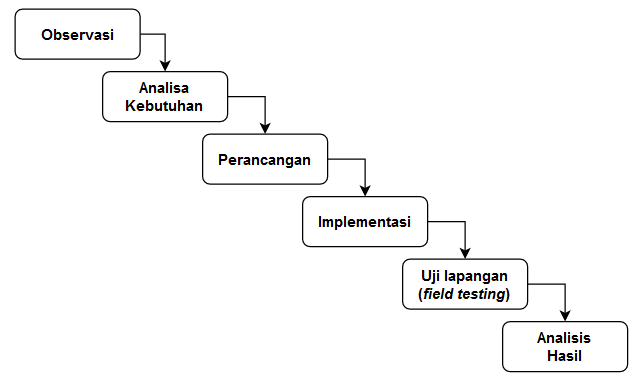 Observasi
Analisa
Kebutuhan
Perancangan
Implementasi
Uji lapangan
(field testing)
Analisis
Hasil